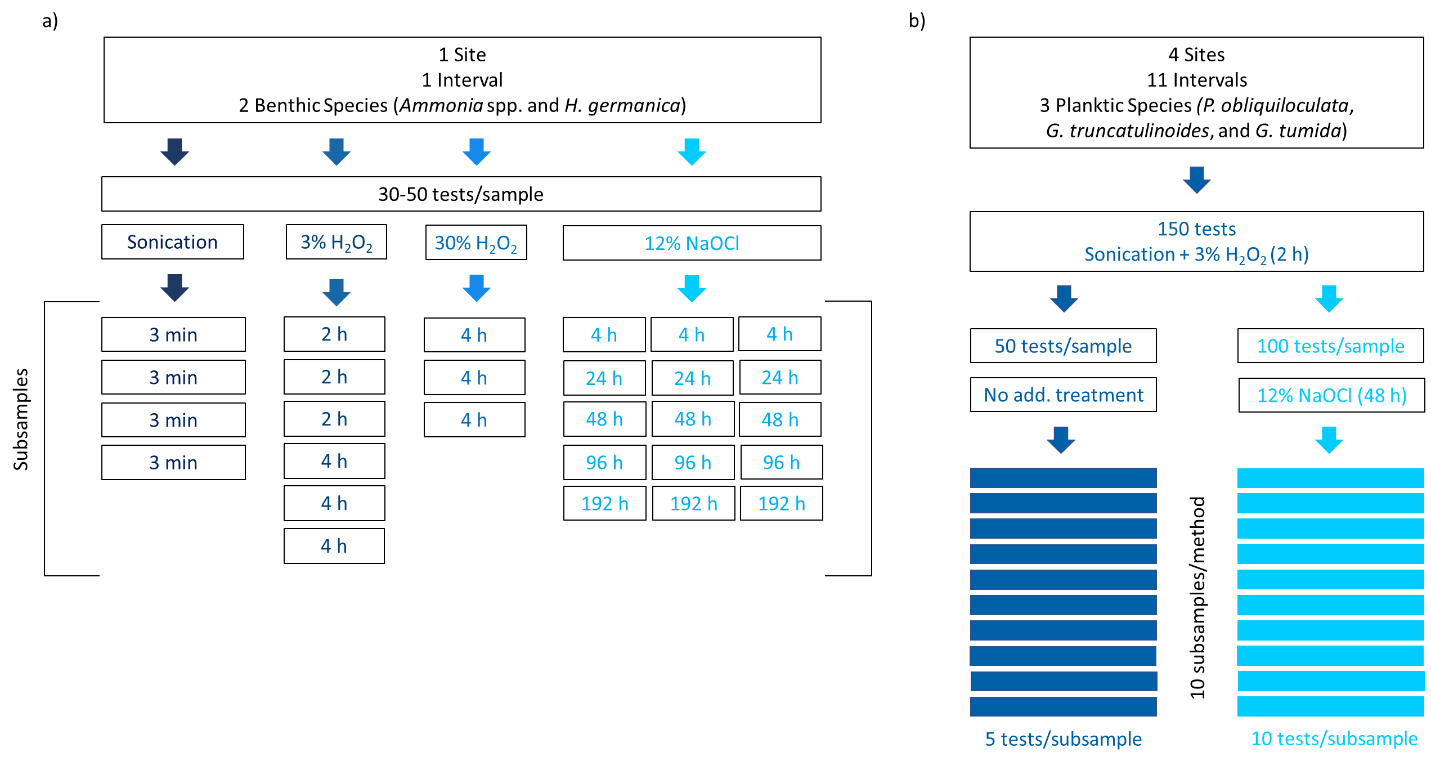 a)
1 Site
1 Interval
2 Benthic Species (Ammonia spp. and H. germanica)
30-50 tests/sample
Sonication
3% H₂O₂
30% H₂O₂
12% NaOCl
Subsamples
3 min
2 h
4 h
4 h
4 h
4 h
3 min
2 h
4 h
24 h
24 h
24 h
3 min
2 h
4 h
48 h
48 h
48 h
3 min
4 h
96 h
96 h
96 h
4 h
192 h
192 h
192 h
4 h
b)
4 Sites
11 Intervals
3 Planktic Species (P. obliquiloculata,
G. truncatulinoides, and G. tumida)
150 tests
Sonication + 3% H₂O₂ (2 h)
50 tests/sample
100 tests/sample
No add. treatment
12% NaOCl (48 h)
10 subsamples/method
5 tests/subsample
10 tests/subsample